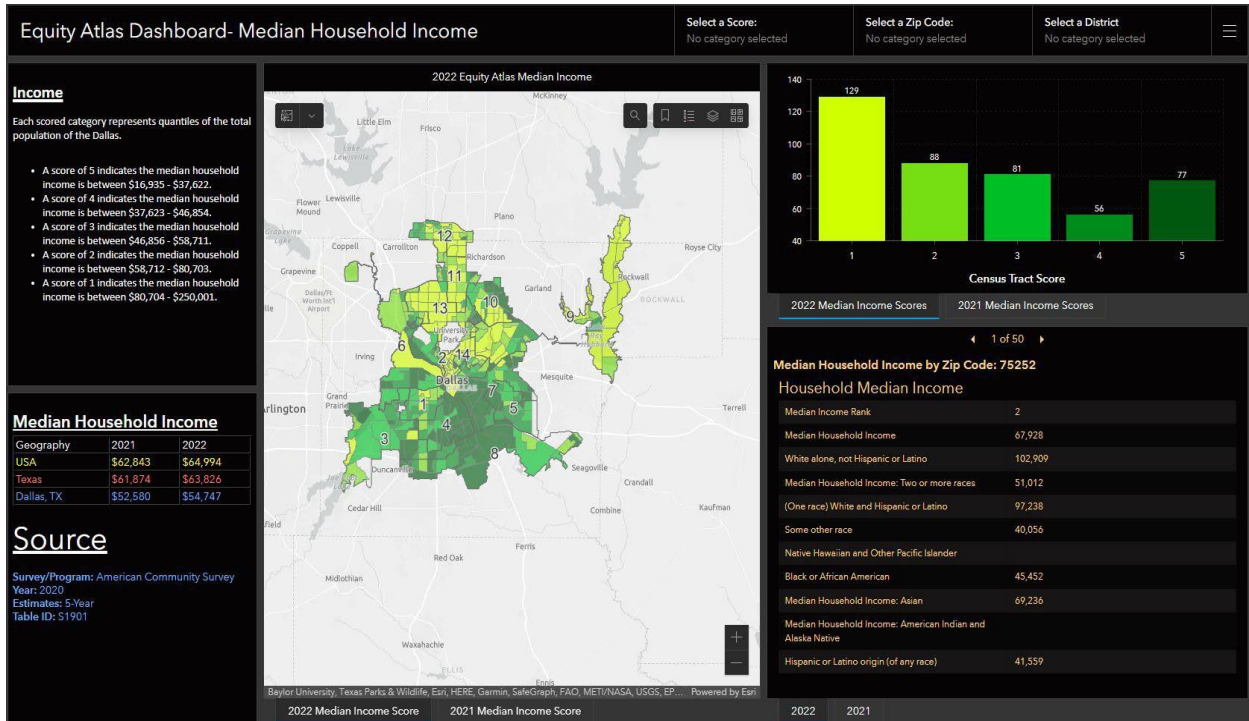 Equity Atlas Dashboard- Median Household Income
Select a Score:
No category selected
Select a Zip Code:
No category selected
Select a District
No category selected
Income
Each scored category represents quantiles of the total
population of the Dallas.
• A score of 5 indicates the median household
income is between $16,935 - $37,622.
• A score of 4 indicates the median household
income is between $37,623 - $46,854.
• A score of 3 indicates the median household
income is between $46,856 - $58,711.
• A score of 2 indicates the median household
income is between $58,712 - $80,703.
• A score of 1 indicates the median household
income is between $80,704 - $250,001.
Median Household Income
Geography 2021 2022
USA $62,843 $64,994
Texas $61,874 $63,826
Dallas, TX $52,580 $54,747
Source
Survey/Program: American Community Survey
Year: 2020
Estimates: 5-Year
Table ID: S1901
2022 Equity Atlas Median Income
McKinney
Little Elm
Frisco
Lake
Lewisville
Flower
Mound
Lewisville
Plano
Grapevine
Lake
Coppell
Carrollton
12
Richardson
Royse City
Grapevine
11
Garland
Rockwall
Dallas/Ft
Worth Int'l
Airport
13
10
ROCKWALL
9
University
Park
6
Irving
2
14
Dallas
Mesquite
7
Grand
Prairie
Arlington
1
5
Terrell
4
3
8
Duncanville
Seagoville
Crandall
Cedar Hill
Combine
Kaufman
Ferris
Red Oak
Midlothian
Waxahachie
ELLIS
Ennis
Baylor University, Texas Parks & Wildlife, Esri, HERE, Garmin, SafeGraph, FAO, METI/NASA, USGS, EP... Powered by Esri
2022 Median Income Score 2021 Median Income Score
140
120
100
80
60
40
129
88
81
56
77
1 2 3 4 5
Census Tract Score
2022 Median Income Scores 2021 Median Income Scores
1 of 50
Median Household Income by Zip Code: 75252
Household Median Income
Median Income Rank 2
Median Household Income 67,928
White alone, not Hispanic or Latino 102,909
Median Household Income: Two or more races 51,012
(One race) White and Hispanic or Latino 97,238
Some other race 40,056
Native Hawaiian and Other Pacific Islander
Black or African American 45,452
Median Household Income: Asian 69,236
Median Household Income: American Indian and
Alaska Native
Hispanic or Latino origin (of any race) 41,559
2022 2021